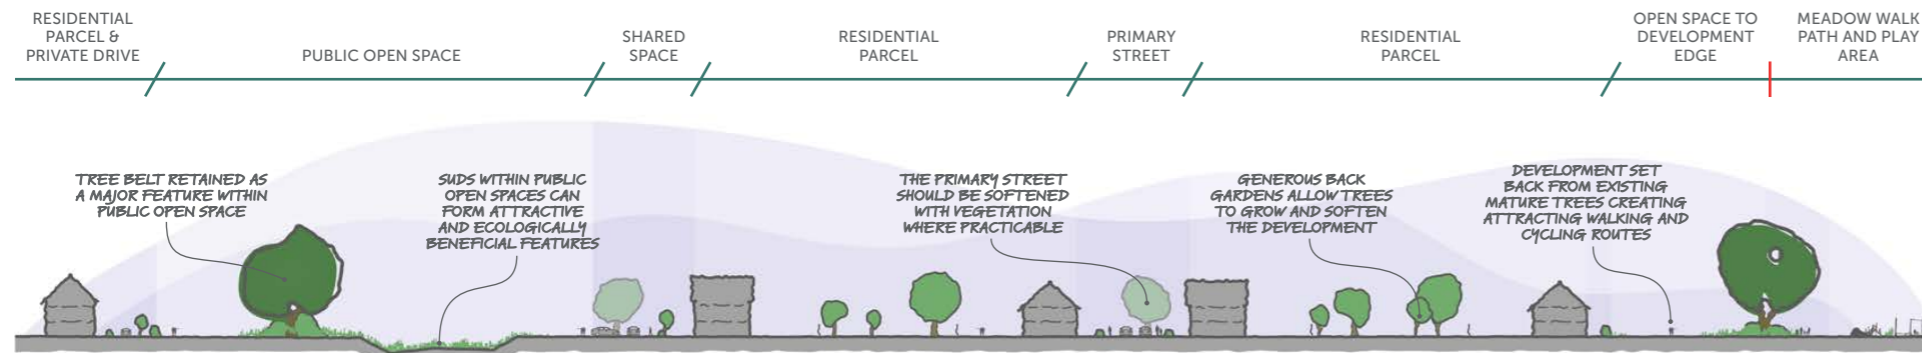 RESIDENTIAL
PARCEL &
PRIVATE DRIVE
PUBLIC OPEN SPACE
SHARED
SPACE
RESIDENTIAL
PARCEL
PRIMARY
STREET
RESIDENTIAL
PARCEL
OPEN SPACE TO
DEVELOPMENT
EDGE
MEADOW WALK
PATH AND PLAY
AREA
TREE BELT RETAINED AS
A MAJOR FEATURE WITHIN
PUBLIC OPEN SPACE
SUDS WITHIN PUBLIC
OPEN SPACES CAN
FORM ATTRACTIVE
AND ECOLOGICALLY
BENEFICIAL FEATURES
THE PRIMARY STREET
SHOULD BE SOFTENED
WITH VEGETATION
WHERE PRACTICABLE
GENEROUS BACK
GARDENS ALLOW TREES
TO GROW AND SOFTEN
THE DEVELOPMENT
DEVELOPMENT SET
BACK FROM EXISTING
MATURE TREES CREATING
ATTRACTING WALKING AND
CYCLING ROUTES